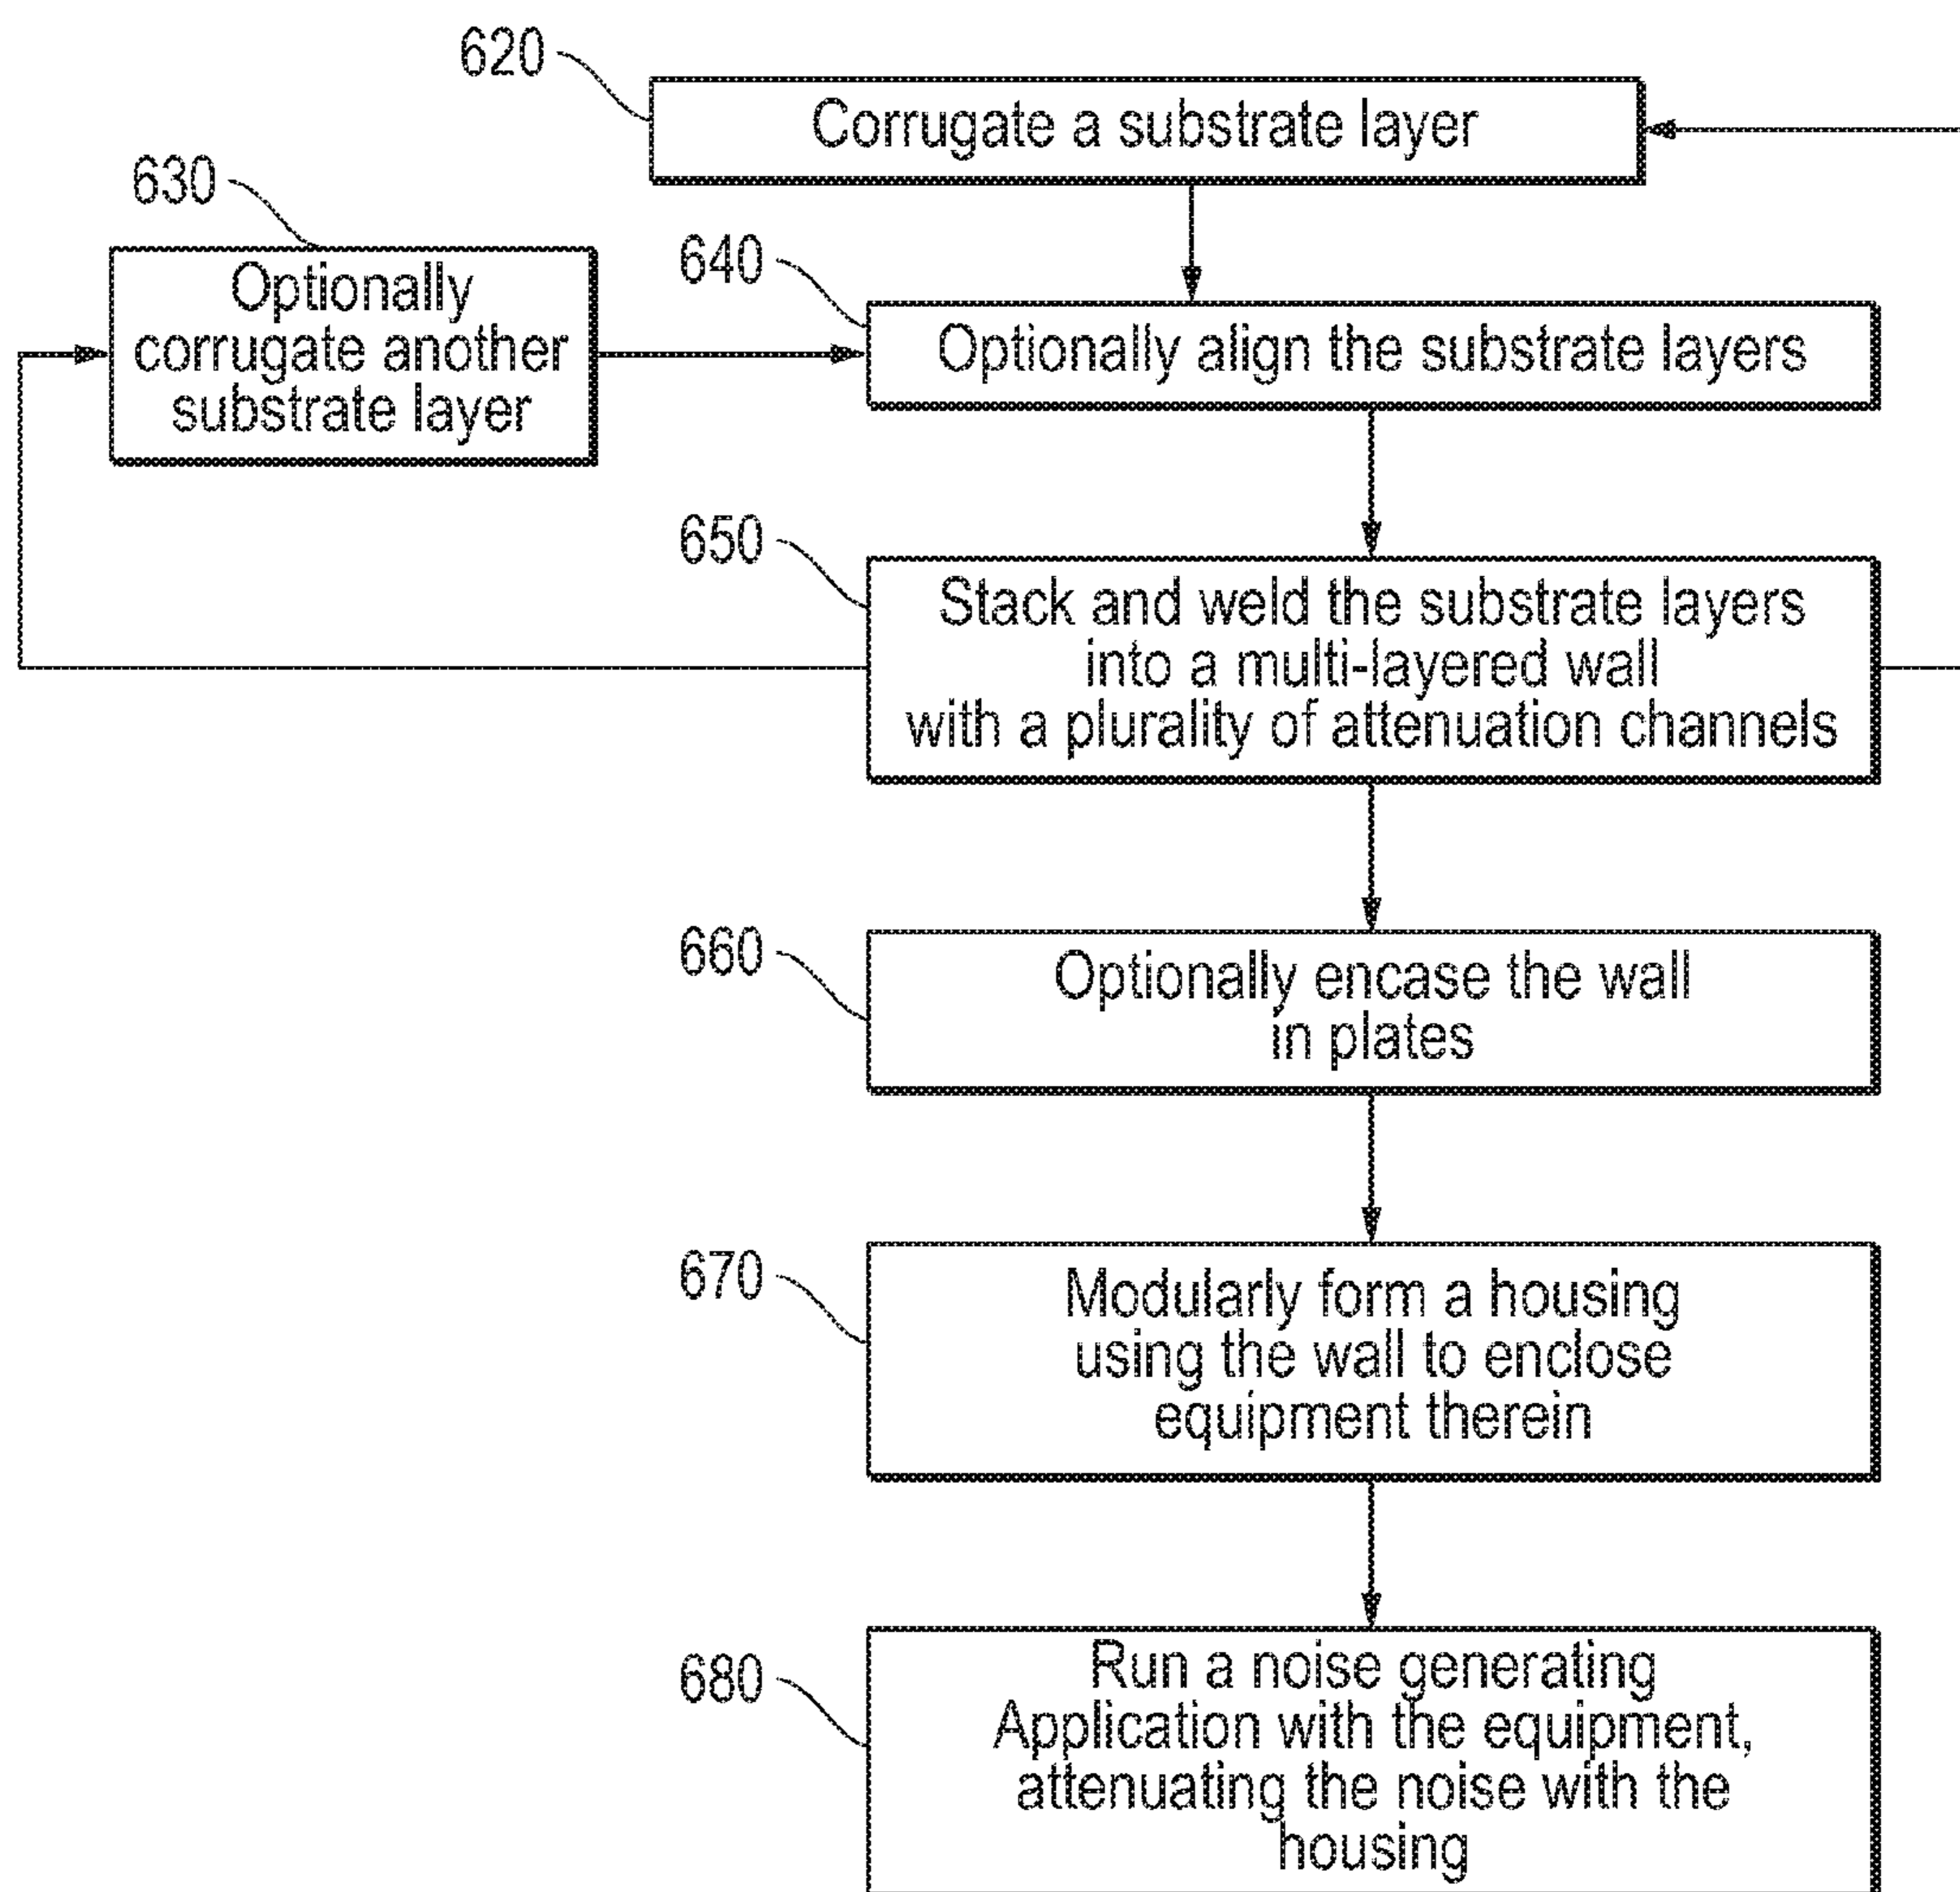 620
Corrugate a substrate layer
630
Optionally
corrugate another
substrate layer
640
Optionally align the substrate layers
650
Stack and weld the substrate layers
into a multi-layered wall
with a plurality of attenuation channels
660
Optionally encase the wall
in plates
670
Modularly form a housing
using the wall to enclose
equipment therein
680
Run a noise generating
Application with the equipment,
attenuating the noise with the
housing